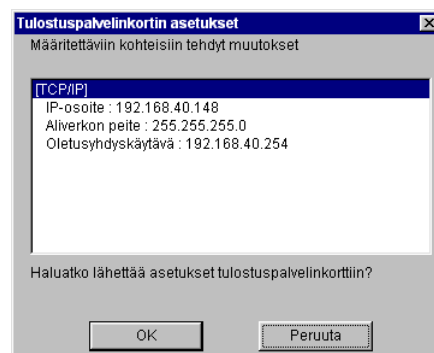 Tulostuspalvelinkortin asetukset
Määritettäviin kohteisiin tehdyt muutokset
[TCP/IP]
IP-osoite : 192.168.40.148
Aliverkon peite : 255.255.255.0
Oletusyhdyskäytävä : 192.168.40.254
Haluatko lähettää asetukset tulostuspalvelinkorttiin?
OK
Peruuta